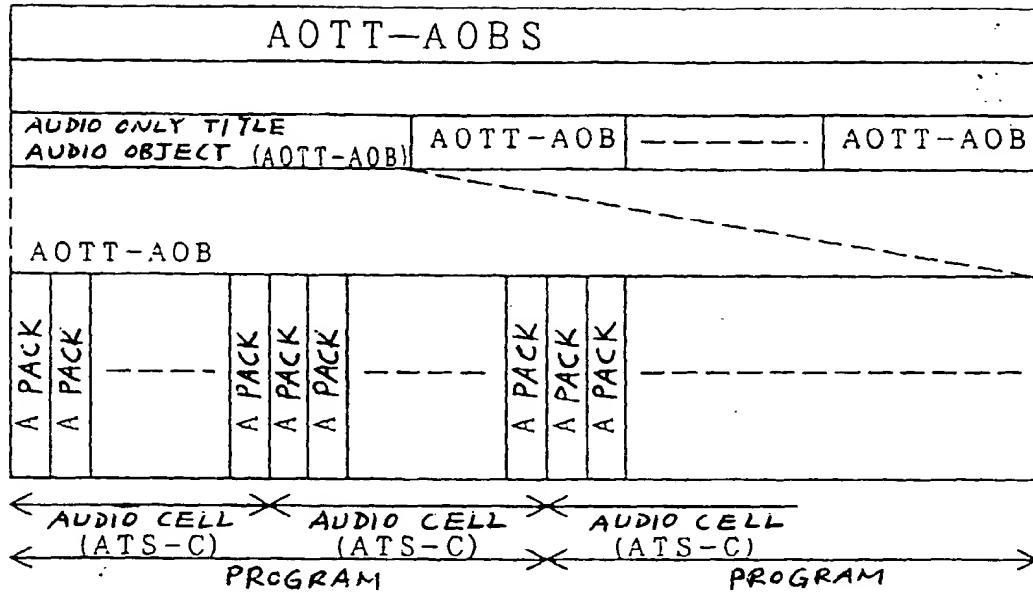 AOTT-AOBS
AUDIO ONLY TITLE
AUDIO OBJECT (AOTT-AOB)
AOTT-AOB
AOTT-AOB
AOTT-AOB
A PACK
A PACK
A PACK
A PACK
A PACK
A PACK
A PACK
A PACK
AUDIO CELL
(ATS-C)
AUDIO CELL
(ATS-C)
AUDIO CELL
(ATS-C)
PROGRAM
PROGRAM